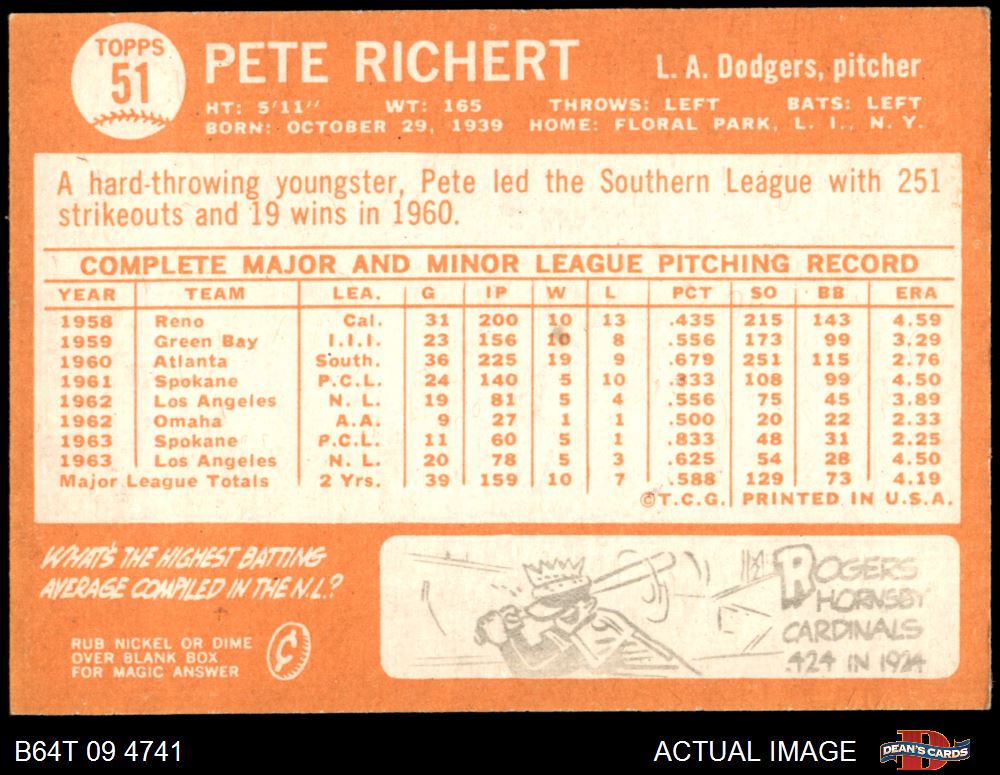 TOPPS
51
PETE RICHERT
L. A. Dodgers, pitcher
HT: 5'11" WT: 165 THROWS: LEFT BATS: LEFT
BORN: OCTOBER 29, 1939 HOME: FLORAL PARK, L. I., N. Y.
A hard-throwing youngster, Pete led the Southern League with 251
strikeouts and 19 wins in 1960.
COMPLETE MAJOR AND MINOR LEAGUE PITCHING RECORD
YEAR TEAM LEA. G IP W L PCT SO BB ERA
1958 Reno Cal. 31 200 10 13 .435 215 143 4.59
1959 Green Bay I.I.I. 23 156 10 8 .556 173 99 3.29
1960 Atlanta South. 36 225 19 9 .679 251 115 2.76
1961 Spokane P.C.L. 24 140 5 10 .333 108 99 4.50
1962 Los Angeles N. L. 19 81 5 4 .556 75 45 3.89
1962 Omaha A.A. 9 27 1 1 .500 20 22 2.33
1963 Spokane P.C.L. 11 60 5 1 .833 48 31 2.25
1963 Los Angeles N. L. 20 78 5 3 .625 54 28 4.50
Major League Totals 2 Yrs. 39 159 10 7 .588 129 73 4.19
©T.C.G. PRINTED IN U.S.A.
WHAT'S THE HIGHEST BATTING
AVERAGE COMPILED IN THE N.L.?
RUB NICKEL OR DIME
OVER BLANK BOX
FOR MAGIC ANSWER
ROGERS
HORNSBY
CARDINALS
.424 IN 1924
B64T 09 4741
ACTUAL IMAGE
DEAN'S CARDS